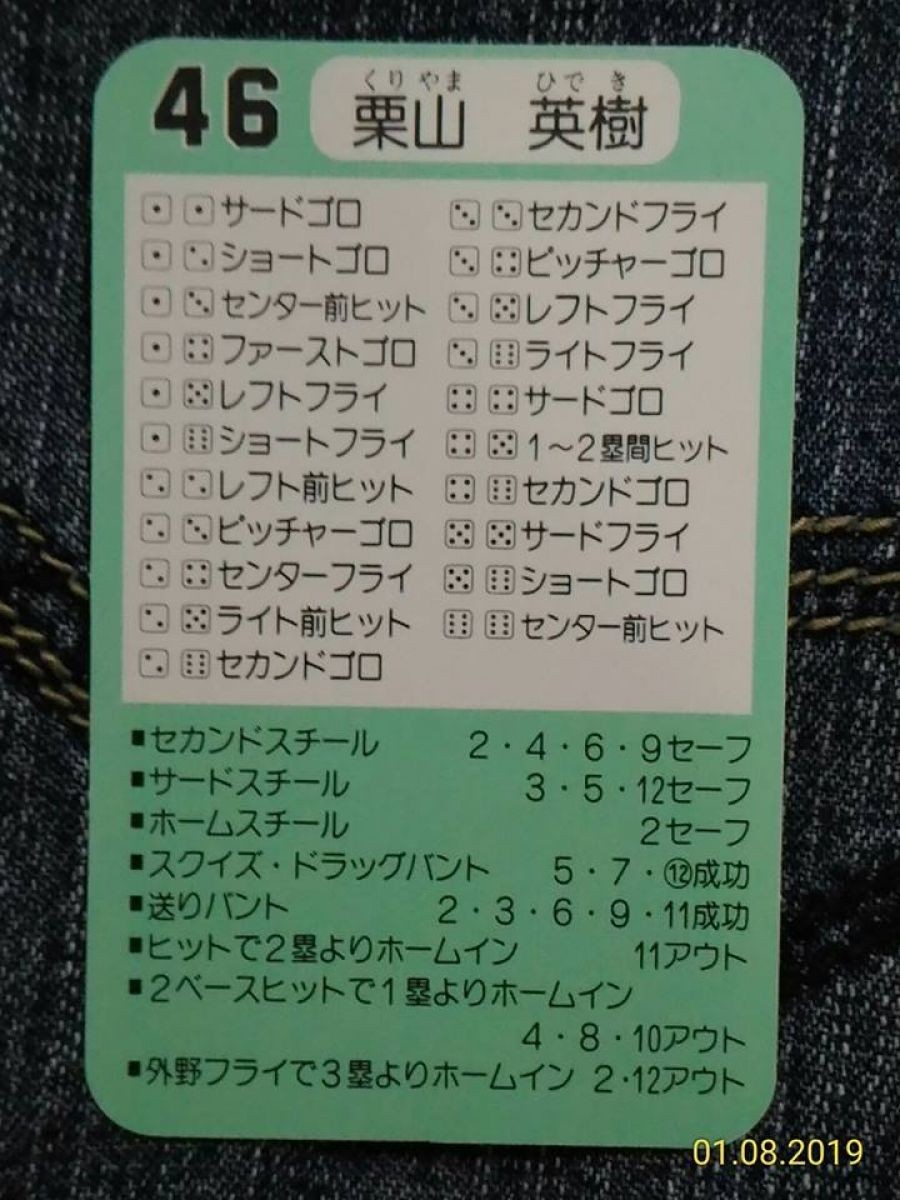 46
くりやま ひでき
栗山 英樹
⚀ ⚀ サードゴロ
⚀ ⚁ ショートゴロ
⚀ ⚂ センター前ヒット
⚀ ⚃ ファーストゴロ
⚀ ⚄ レフトフライ
⚀ ⚅ ショートフライ
⚁ ⚁ レフト前ヒット
⚁ ⚂ ピッチャーゴロ
⚁ ⚃ センターフライ
⚁ ⚄ ライト前ヒット
⚁ ⚅ セカンドゴロ
⚂ ⚂ セカンドフライ
⚂ ⚃ ピッチャーゴロ
⚂ ⚄ レフトフライ
⚂ ⚅ ライトフライ
⚃ ⚃ サードゴロ
⚃ ⚄ 1〜2塁間ヒット
⚃ ⚅ セカンドゴロ
⚄ ⚄ サードフライ
⚄ ⚅ ショートゴロ
⚅ ⚅ センター前ヒット
■セカンドスチール 2・4・6・9セーフ
■サードスチール 3・5・12セーフ
■ホームスチール 2セーフ
■スクイズ・ドラッグバント 5・7・⑫成功
■送りバント 2・3・6・9・11成功
■ヒットで2塁よりホームイン 11アウト
■2ベースヒットで1塁よりホームイン
4・8・10アウト
■外野フライで3塁よりホームイン 2・12アウト
01.08.2019